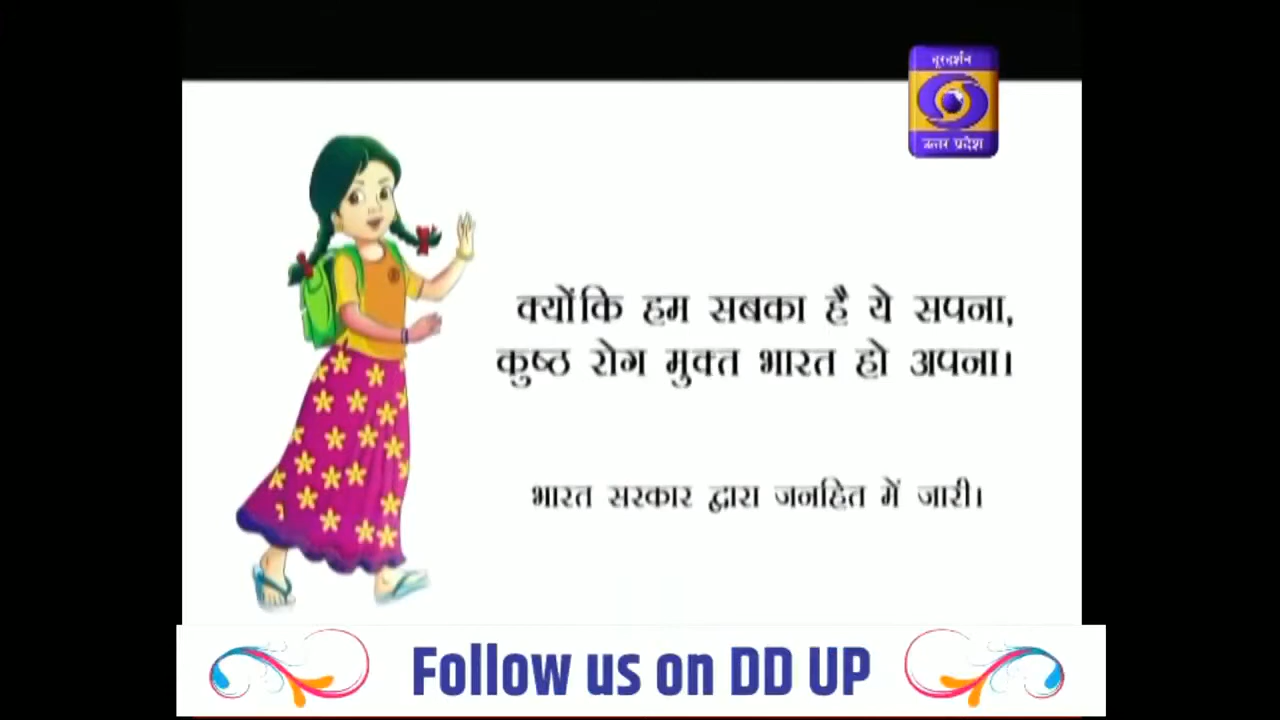 दूरदर्शन
उत्तर प्रदेश
क्योंकि हम सबका है ये सपना,
कुष्ठ रोग मुक्त भारत हो अपना।
भारत सरकार द्वारा जनहित में जारी।
Follow us on DD UP